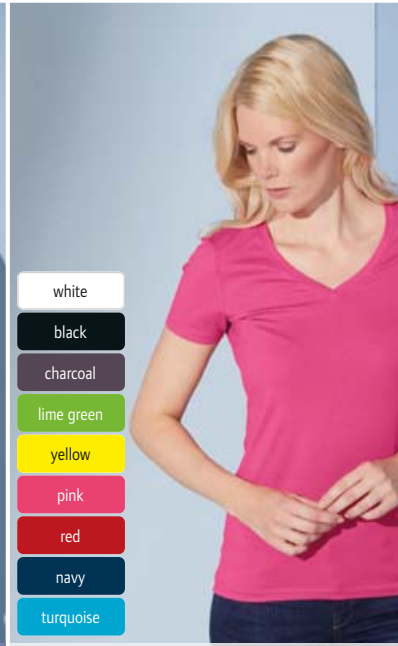 white
black
charcoal
lime green
yellow
pink
red
navy
turquoise